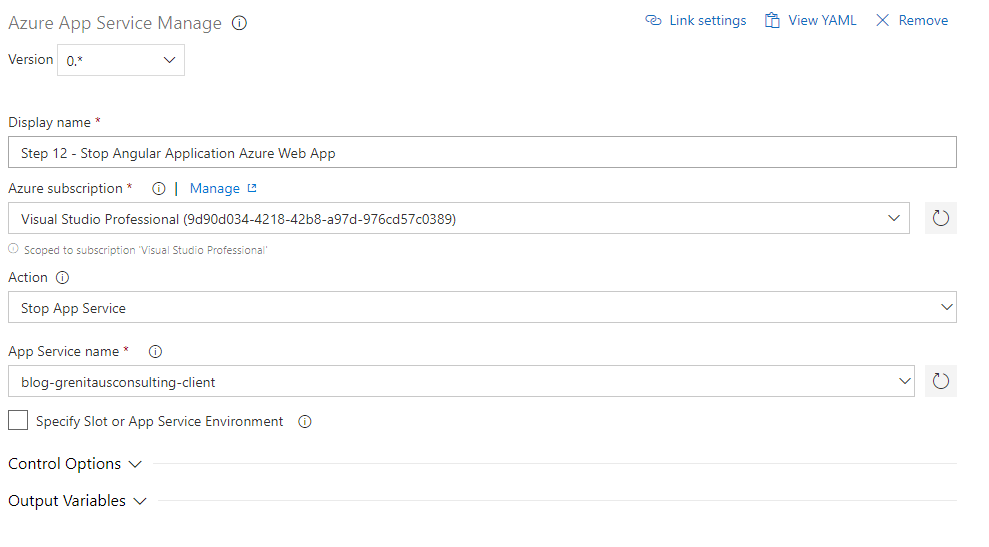 Azure App Service Manage
Link settings View YAML Remove
Version 0.*
Display name *
Step 12 - Stop Angular Application Azure Web App
Azure subscription * | Manage
Visual Studio Professional (9d90d034-4218-42b8-a97d-976cd57c0389)
Scoped to subscription 'Visual Studio Professional'
Action
Stop App Service
App Service name *
blog-grenitausconsulting-client
Specify Slot or App Service Environment
Control Options
Output Variables